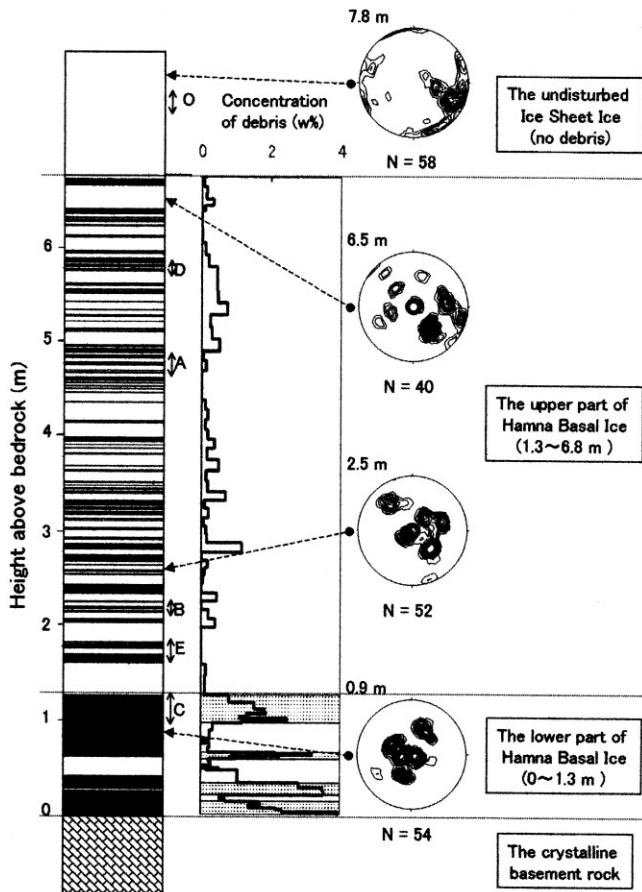 7.8 m
O
Concentration
of debris (w%)
0 2 4
N = 58
The undisturbed
Ice Sheet Ice
(no debris)
Height above bedrock (m)
6
5
4
3
2
1
0
D
A
B
E
C
6.5 m
N = 40
The upper part of
Hamna Basal Ice
(1.3~6.8 m )
2.5 m
N = 52
0.9 m
N = 54
The lower part of
Hamna Basal Ice
(0~1.3 m )
The crystalline
basement rock